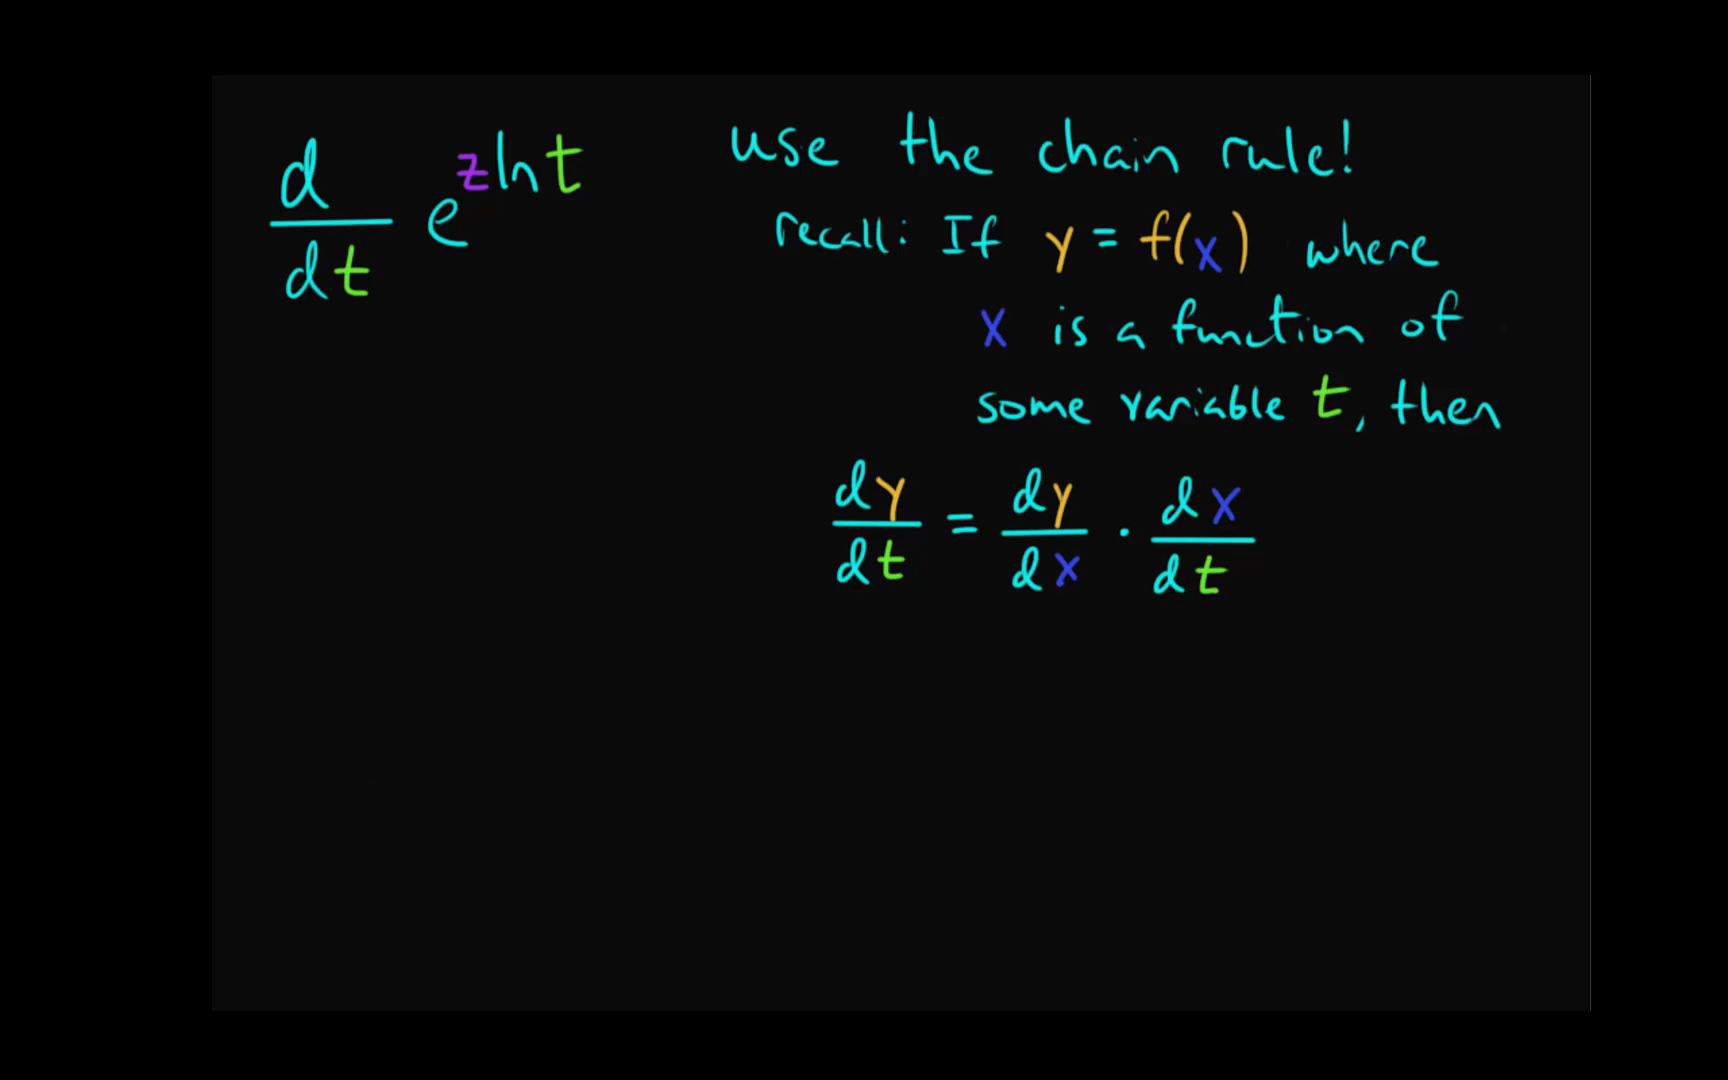 d/dt e^{z ln t}
use the chain rule!
recall: If y = f(x) where
x is a function of
some variable t, then
dy/dt = dy/dx · dx/dt